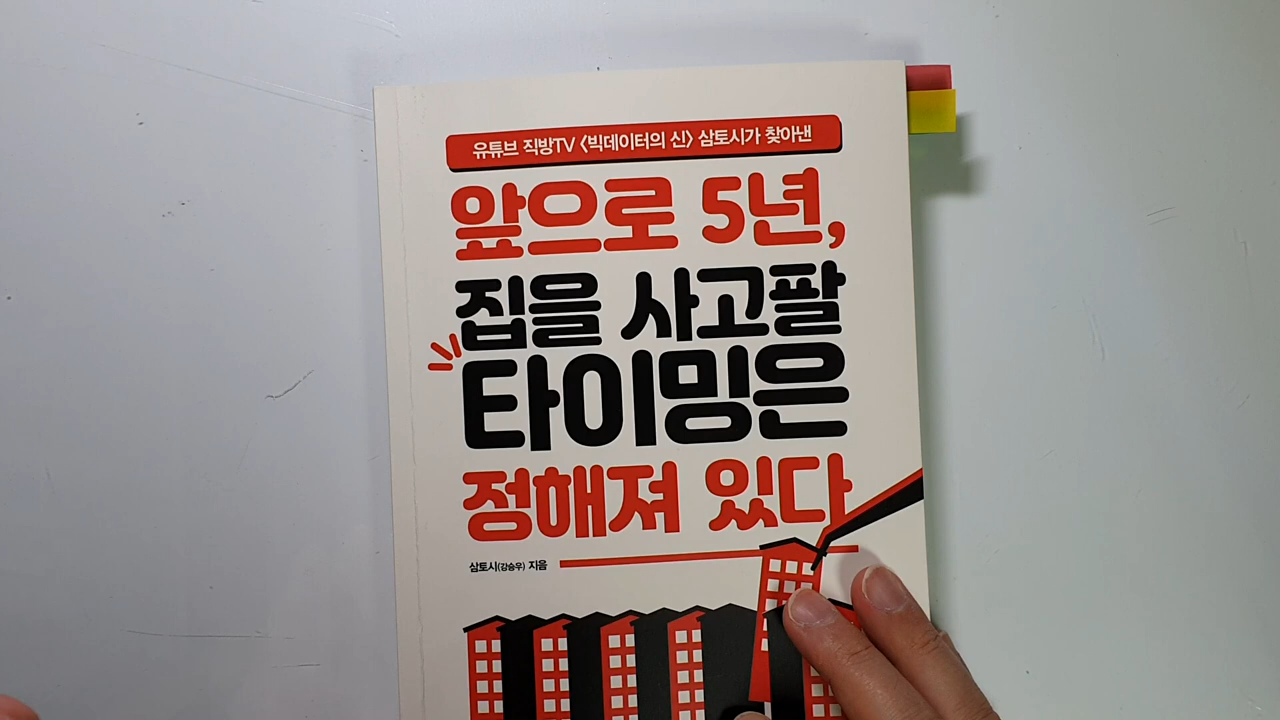 유튜브 직방TV <빅데이터의 신> 삼토시가 찾아낸
앞으로 5년,
집을 사고팔
타이밍은
정해져 있다
삼토시(강승우) 지음